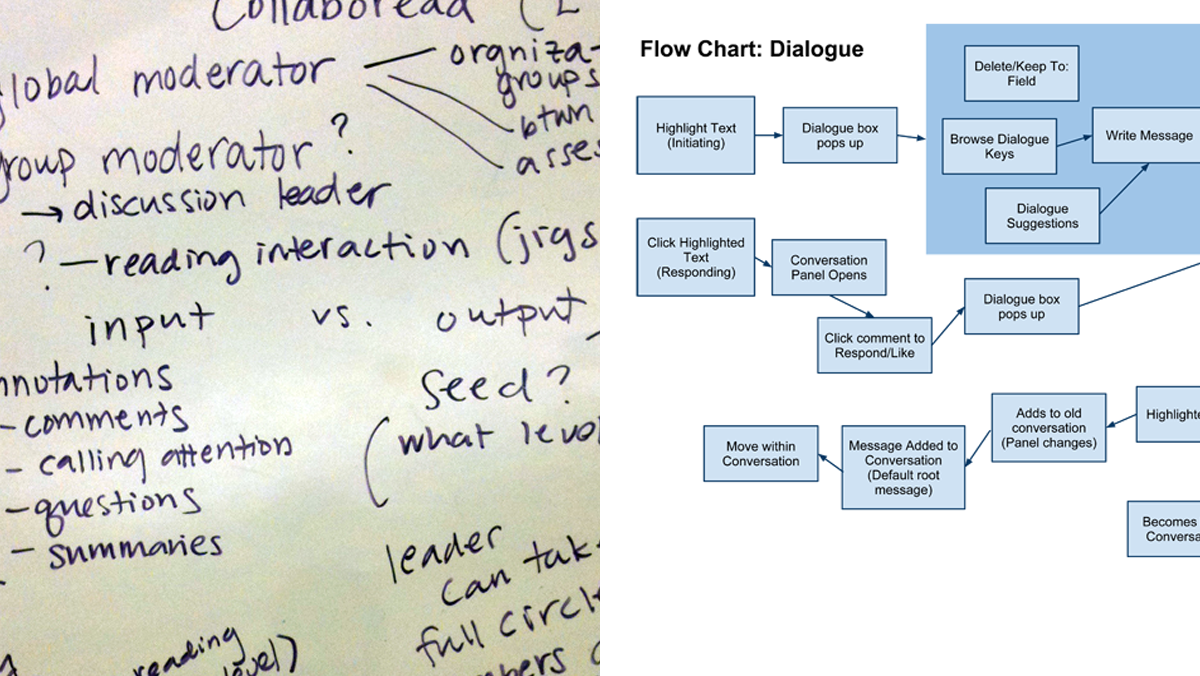 Collaboread (
global moderator — orgniza-
groups
btwn
asses
group moderator?
→ discussion leader
? — reading interaction (jigs
input vs. output
nnotations
- comments
- calling attention
- questions
- summaries
seed?
(what level
leader
can tak
full circle
mbers
reading
level)
Flow Chart: Dialogue
Highlight Text
(Initiating)
Dialogue box
pops up
Delete/Keep To:
Field
Browse Dialogue
Keys
Write Message
Dialogue
Suggestions
Click Highlighted
Text
(Responding)
Conversation
Panel Opens
Click comment to
Respond/Like
Dialogue box
pops up
Highlighte
Adds to old
conversation
(Panel changes)
Message Added to
Conversation
(Default root
message)
Move within
Conversation
Becomes
Conversa